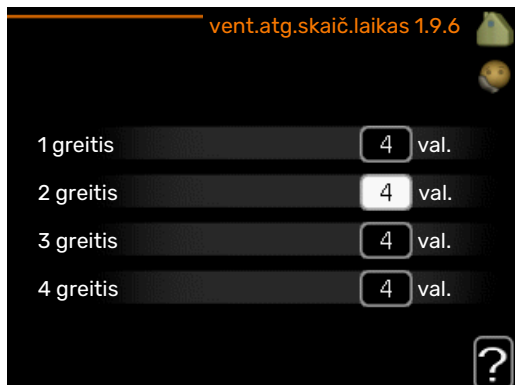 vent.atg.skaič.laikas 1.9.6
1 greitis 4 val.
2 greitis 4 val.
3 greitis 4 val.
4 greitis 4 val.
?